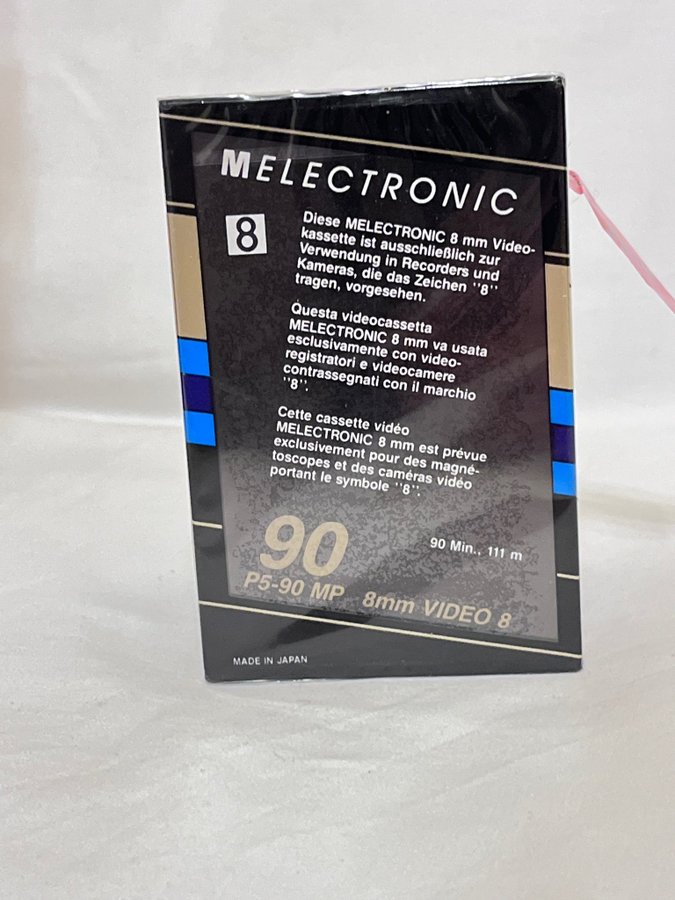 MELECTRONIC
8
Diese MELECTRONIC 8 mm Video-
kassette ist ausschließlich zur
Verwendung in Recorders und
Kameras, die das Zeichen ''8''
tragen, vorgesehen.
Questa videocassetta
MELECTRONIC 8 mm va usata
esclusivamente con video-
registratori e videocamere
contrassegnati con il marchio
''8''.
Cette cassette vidéo
MELECTRONIC 8 mm est prévue
exclusivement pour des magné-
toscopes et des caméras vidéo
portant le symbole ''8''.
90
90 Min., 111 m
P5-90 MP 8mm VIDEO 8
MADE IN JAPAN